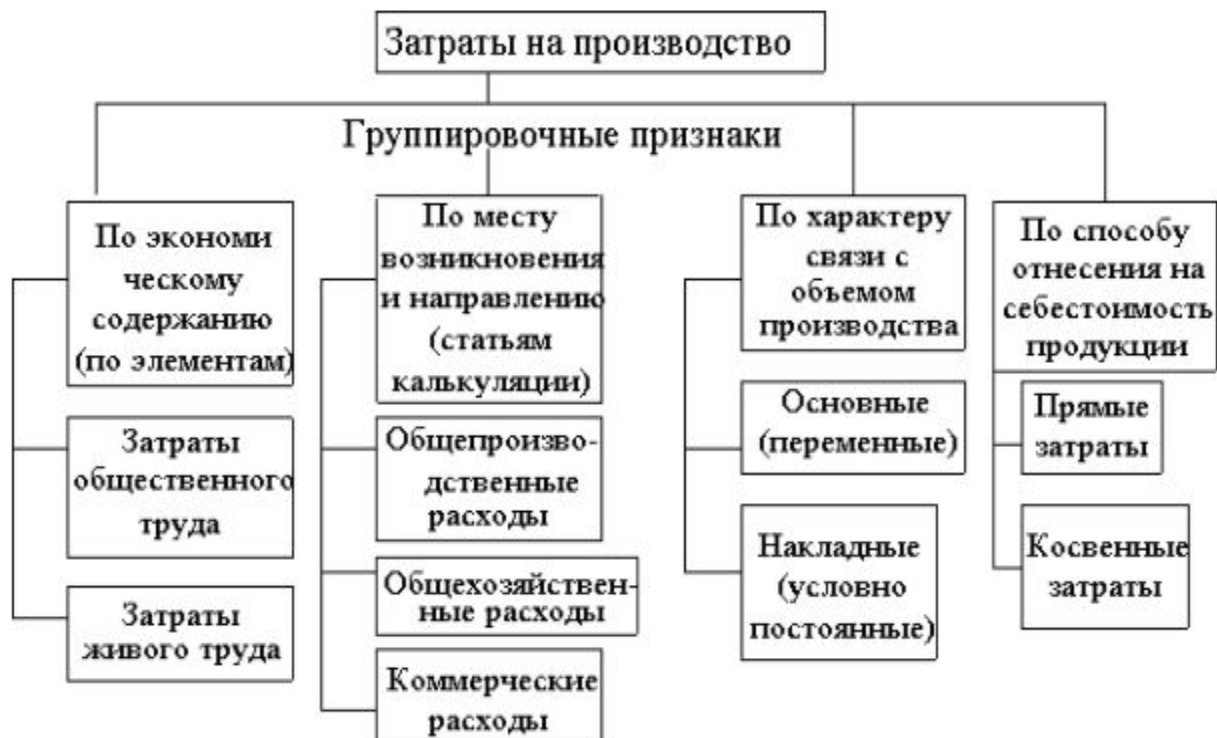 Затраты на производство
Группировочные признаки
По экономи
ческому
содержанию
(по элементам)
Затраты
общественного
труда
Затраты
живого труда
По месту
возникновения
и направлению
(статьям
калькуляции)
Общепроизво-
дственные
расходы
Общехозяйствен-
ные расходы
Коммерческие
расходы
По характеру
связи с
объемом
производства
Основные
(переменные)
Накладные
(условно
постоянные)
По способу
отнесения на
себестоимость
продукции
Прямые
затраты
Косвенные
затраты